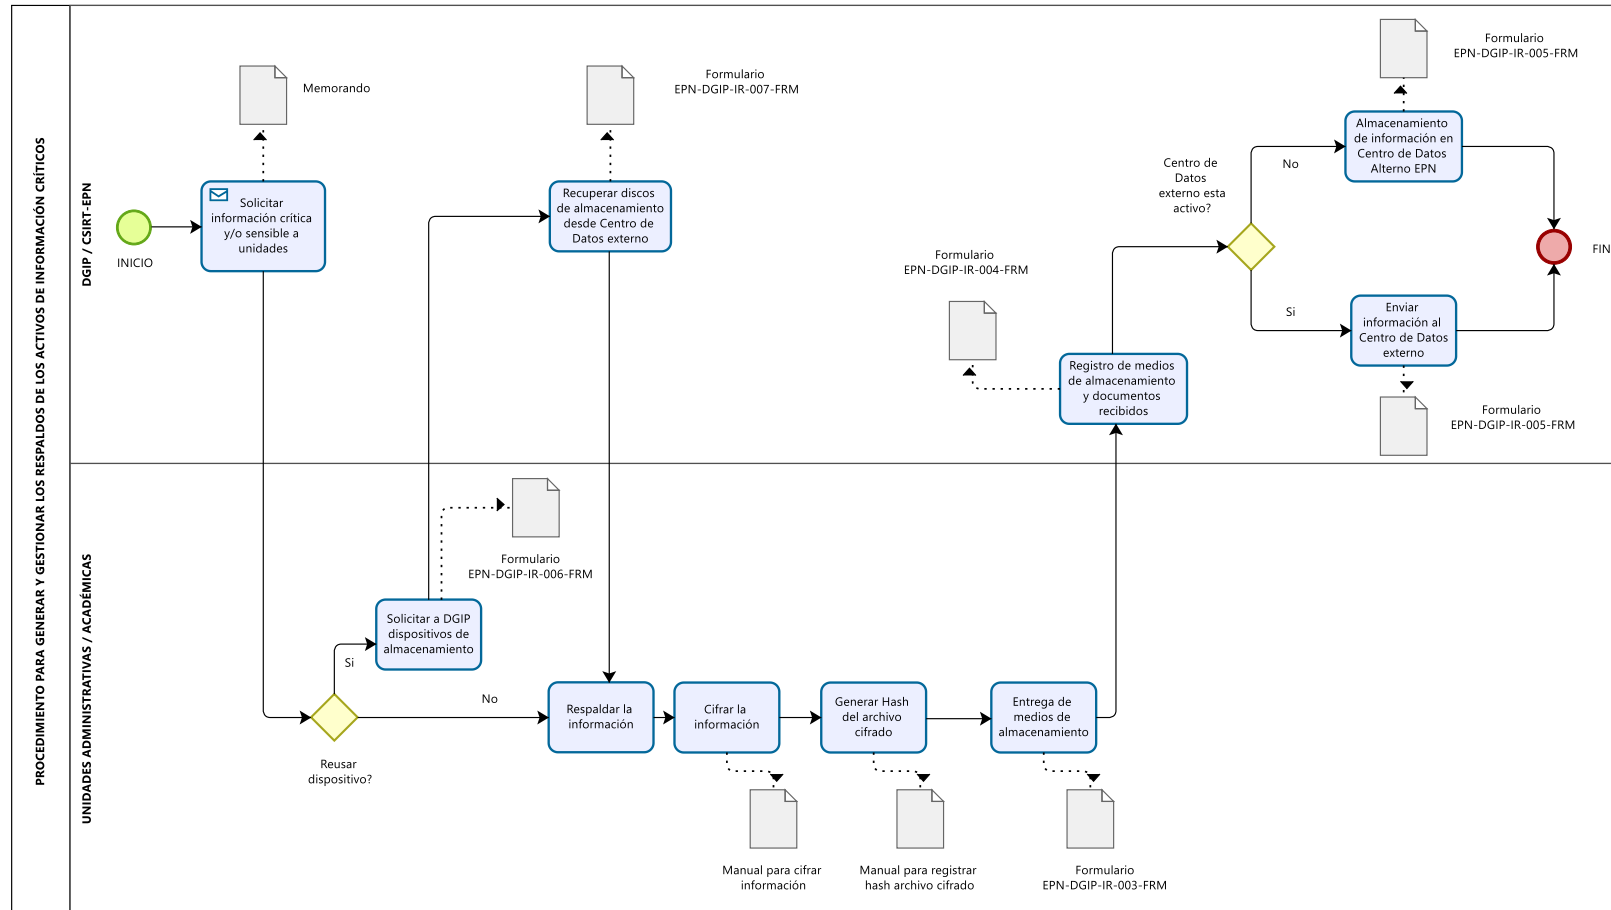 PROCEDIMIENTO PARA GENERAR Y GESTIONAR LOS RESPALDOS DE LOS ACTIVOS DE INFORMACIÓN CRÍTICOS
DGIP / CSIRT-EPN
INICIO
Solicitar
información critica
y/o sensible a
unidades
Memorando
Recuperar discos
de almacenamiento
desde Centro de
Datos externo
Formulario
EPN-DGIP-IR-007-FRM
Formulario
EPN-DGIP-IR-004-FRM
Registro de medios
de almacenamiento
y documentos
recibidos
Centro de
Datos
externo esta
activo?
No
Si
Almacenamiento
de información en
Centro de Datos
Alterno EPN
Formulario
EPN-DGIP-IR-005-FRM
Enviar
información al
Centro de Datos
externo
Formulario
EPN-DGIP-IR-005-FRM
FIN
UNIDADES ADMINISTRATIVAS / ACADÉMICAS
Reusar
dispositivo?
Si
No
Solicitar a DGIP
dispositivos de
almacenamiento
Formulario
EPN-DGIP-IR-006-FRM
Respaldar la
información
Cifrar la
información
Manual para cifrar
información
Generar Hash
del archivo
cifrado
Manual para registrar
hash archivo cifrado
Entrega de
medios de
almacenamiento
Formulario
EPN-DGIP-IR-003-FRM